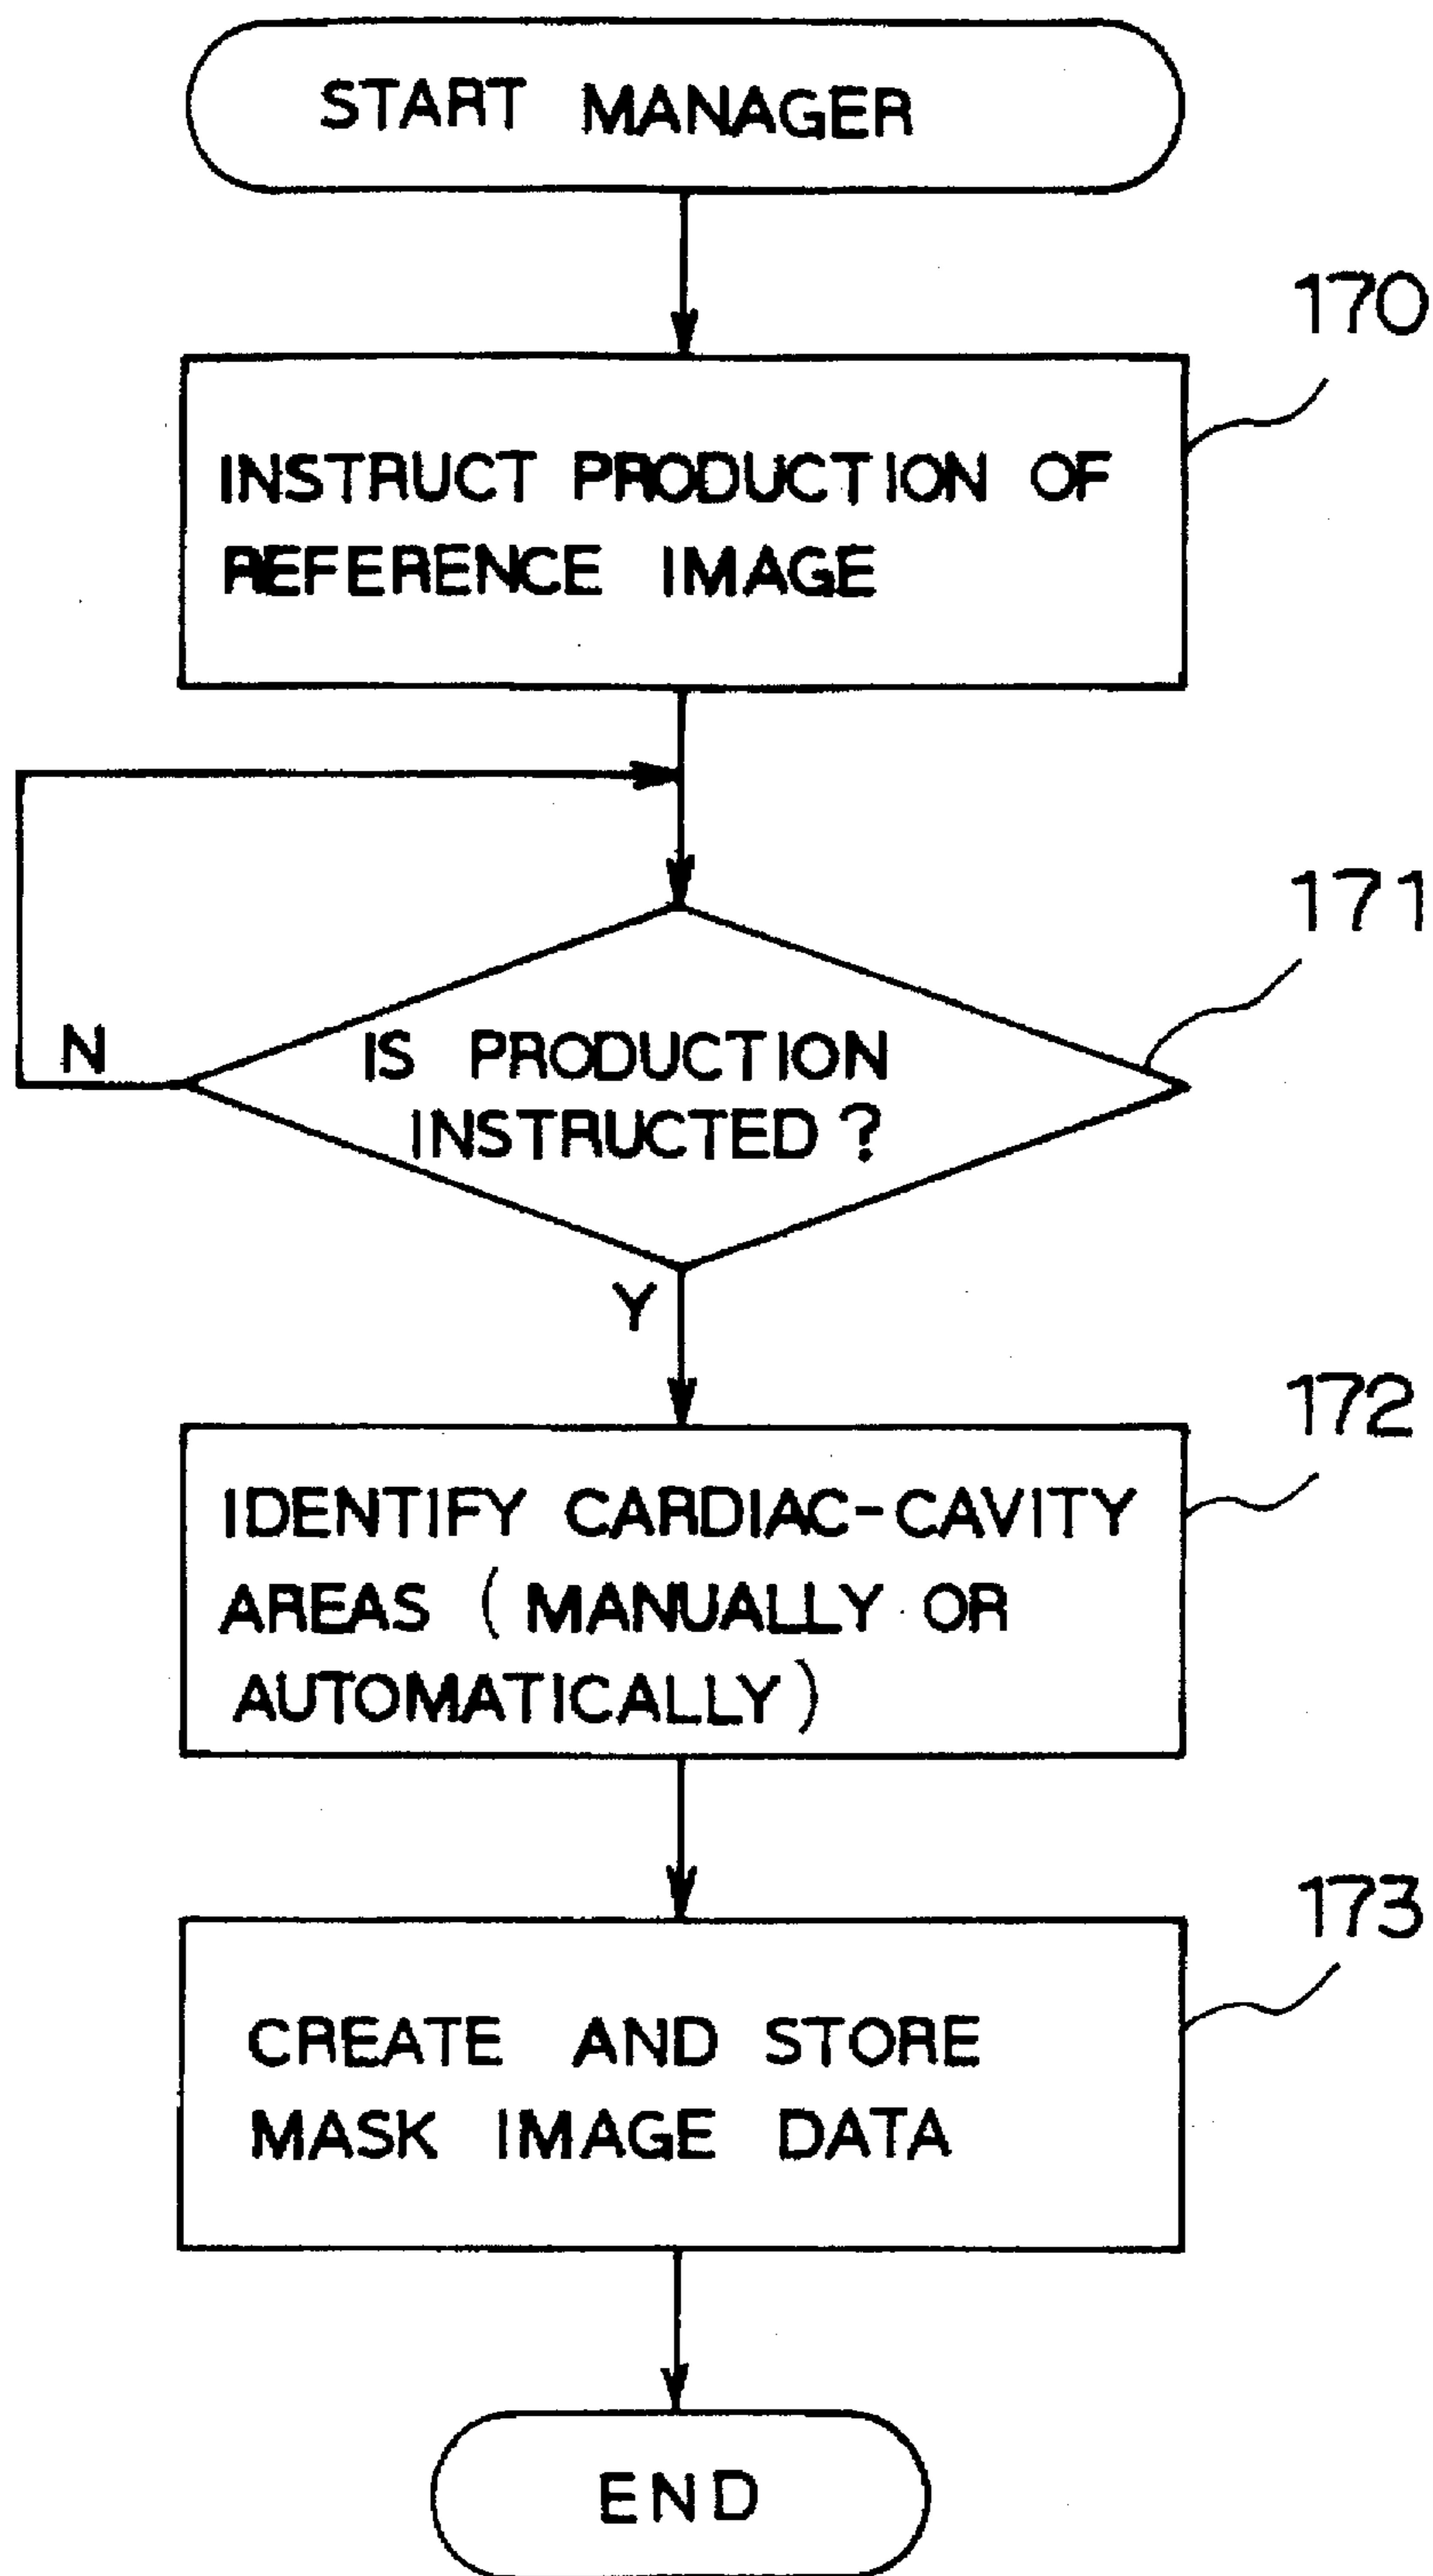 START MANAGER
170
INSTRUCT PRODUCTION OF
REFERENCE IMAGE
171
N
IS PRODUCTION
INSTRUCTED ?
Y
172
IDENTIFY CARDIAC-CAVITY
AREAS ( MANUALLY OR
AUTOMATICALLY )
173
CREATE AND STORE
MASK IMAGE DATA
END